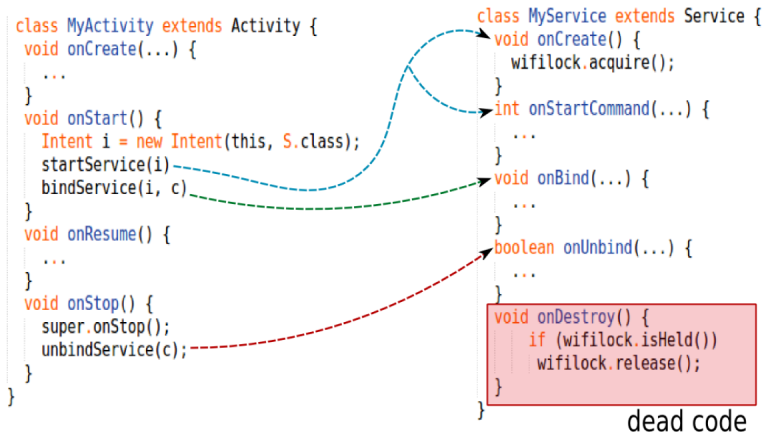 class MyActivity extends Activity {
void onCreate(...) {
...
}
void onStart() {
Intent i = new Intent(this, S.class);
startService(i)
bindService(i, c)
}
void onResume() {
...
}
void onStop() {
super.onStop();
unbindService(c);
}
}
class MyService extends Service {
void onCreate() {
wifilock.acquire();
}
int onStartCommand(...) {
...
}
void onBind(...) {
...
}
boolean onUnbind(...) {
...
}
void onDestroy() {
if (wifilock.isHeld())
wifilock.release();
}
}
dead code